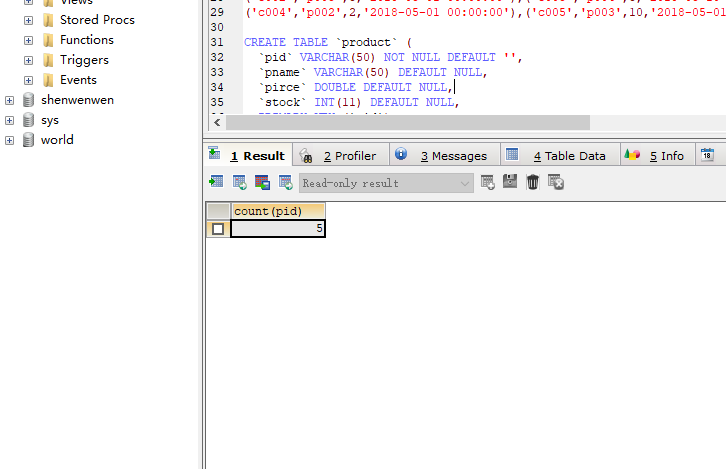 Views
Stored Procs
Functions
Triggers
Events
shenwenwen
sys
world
29 ('c004','p002',2,'2018-05-01 00:00:00'),('c005','p003',10,'2018-05-01
30
31 CREATE TABLE `product` (
32 `pid` VARCHAR(50) NOT NULL DEFAULT '',
33 `pname` VARCHAR(50) DEFAULT NULL,
34 `pirce` DOUBLE DEFAULT NULL,
35 `stock` INT(11) DEFAULT NULL,
1 Result 2 Profiler 3 Messages 4 Table Data 5 Info 18
Read-only result
count(pid)
5